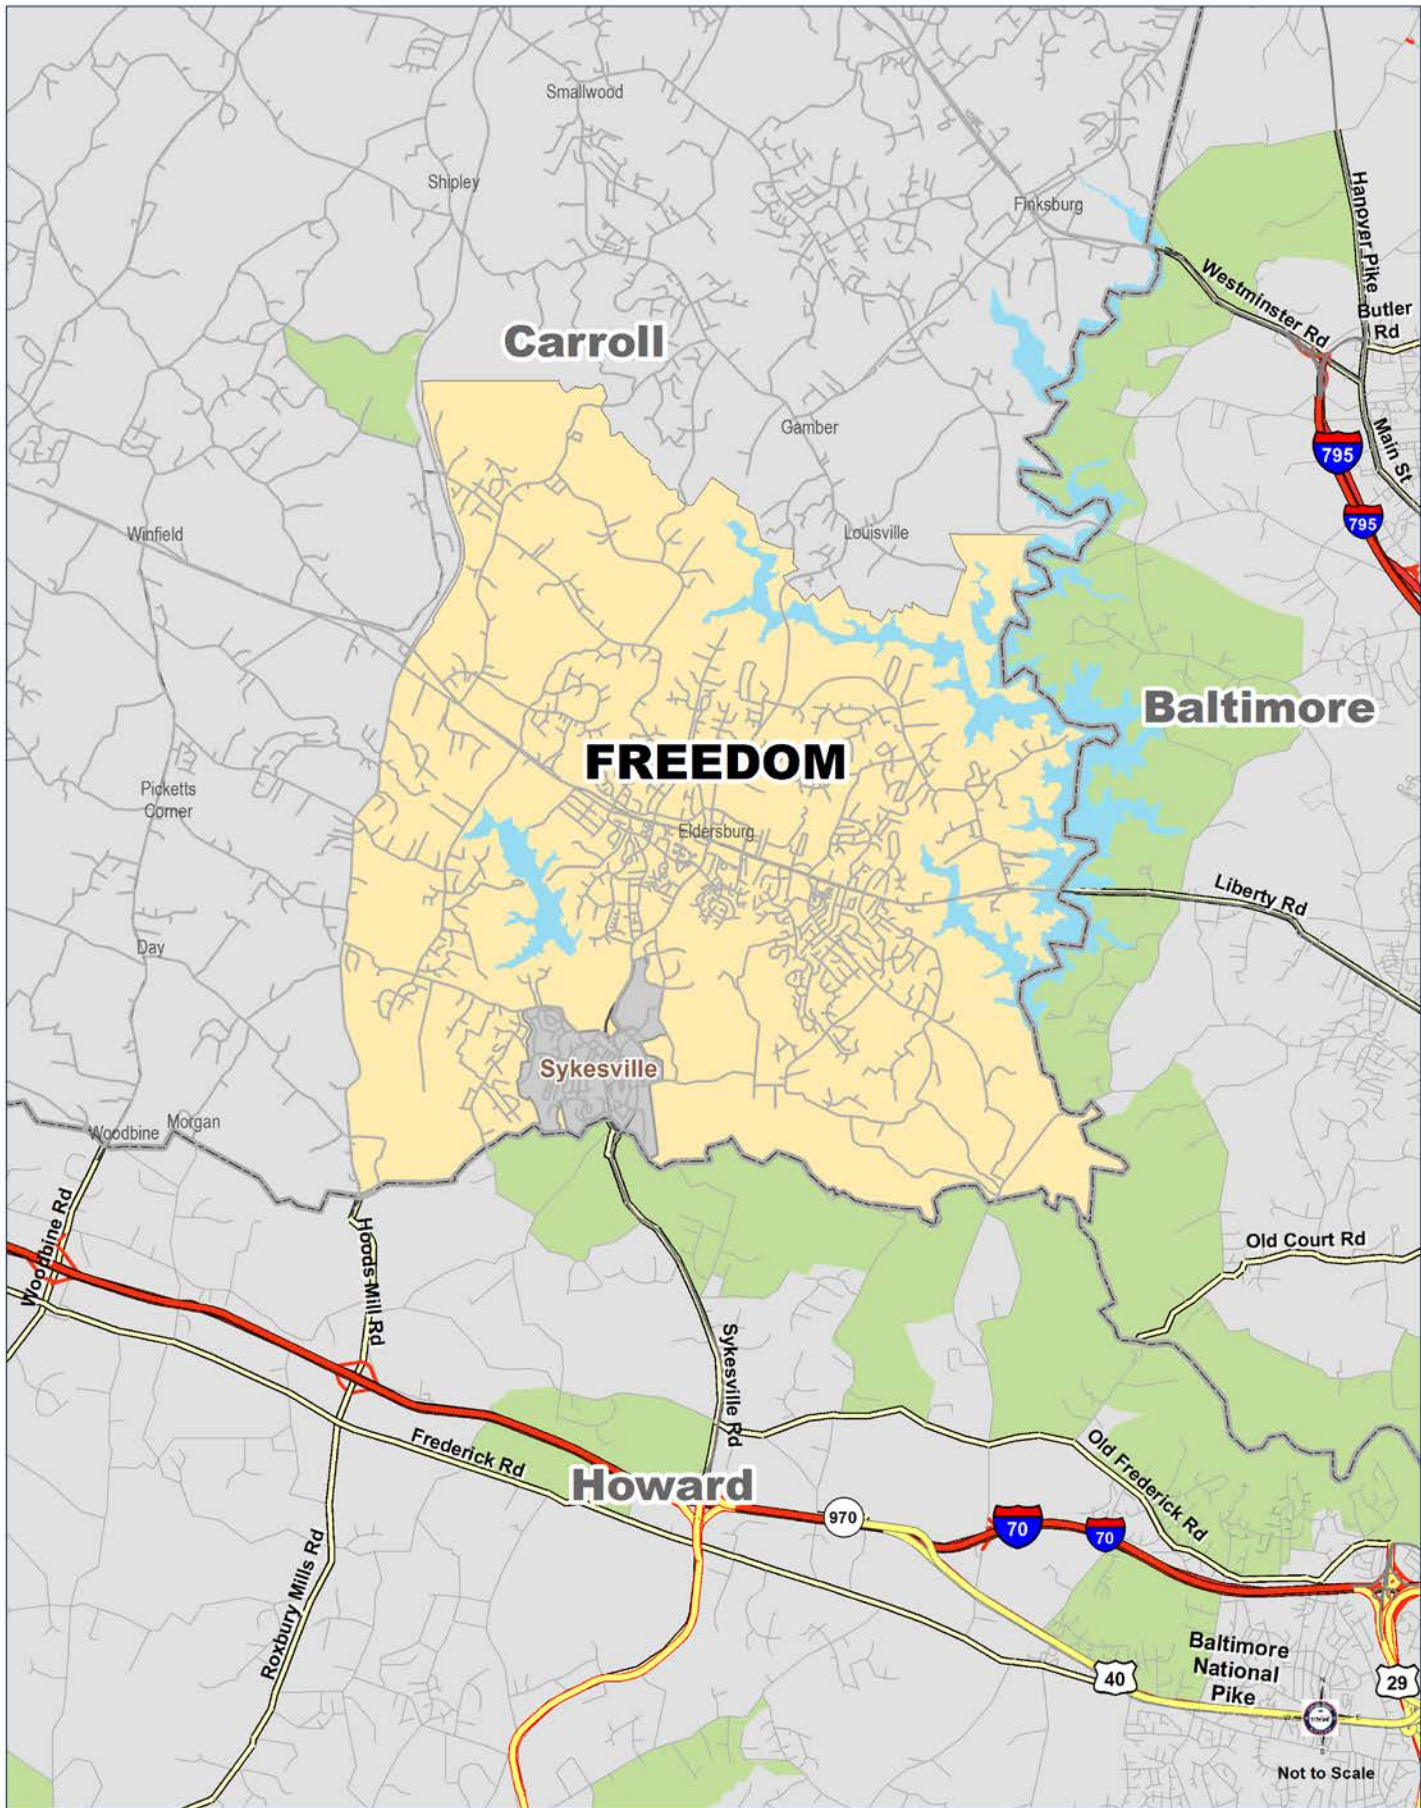 Smallwood
Shipley
Finksburg
Hanover Pike
Westminster Rd
Butler
Rd
Carroll
Gamber
Main St
795
795
Winfield
Louisville
Baltimore
FREEDOM
Picketts
Corner
Eldersburg
Liberty Rd
Day
Sykesville
Woodbine
Morgan
Woodbine Rd
Hoods Mill Rd
Old Court Rd
Sykesville Rd
Frederick Rd
Old Frederick Rd
Howard
970
70
70
Roxbury Mills Rd
Baltimore
National
Pike
40
29
Not to Scale